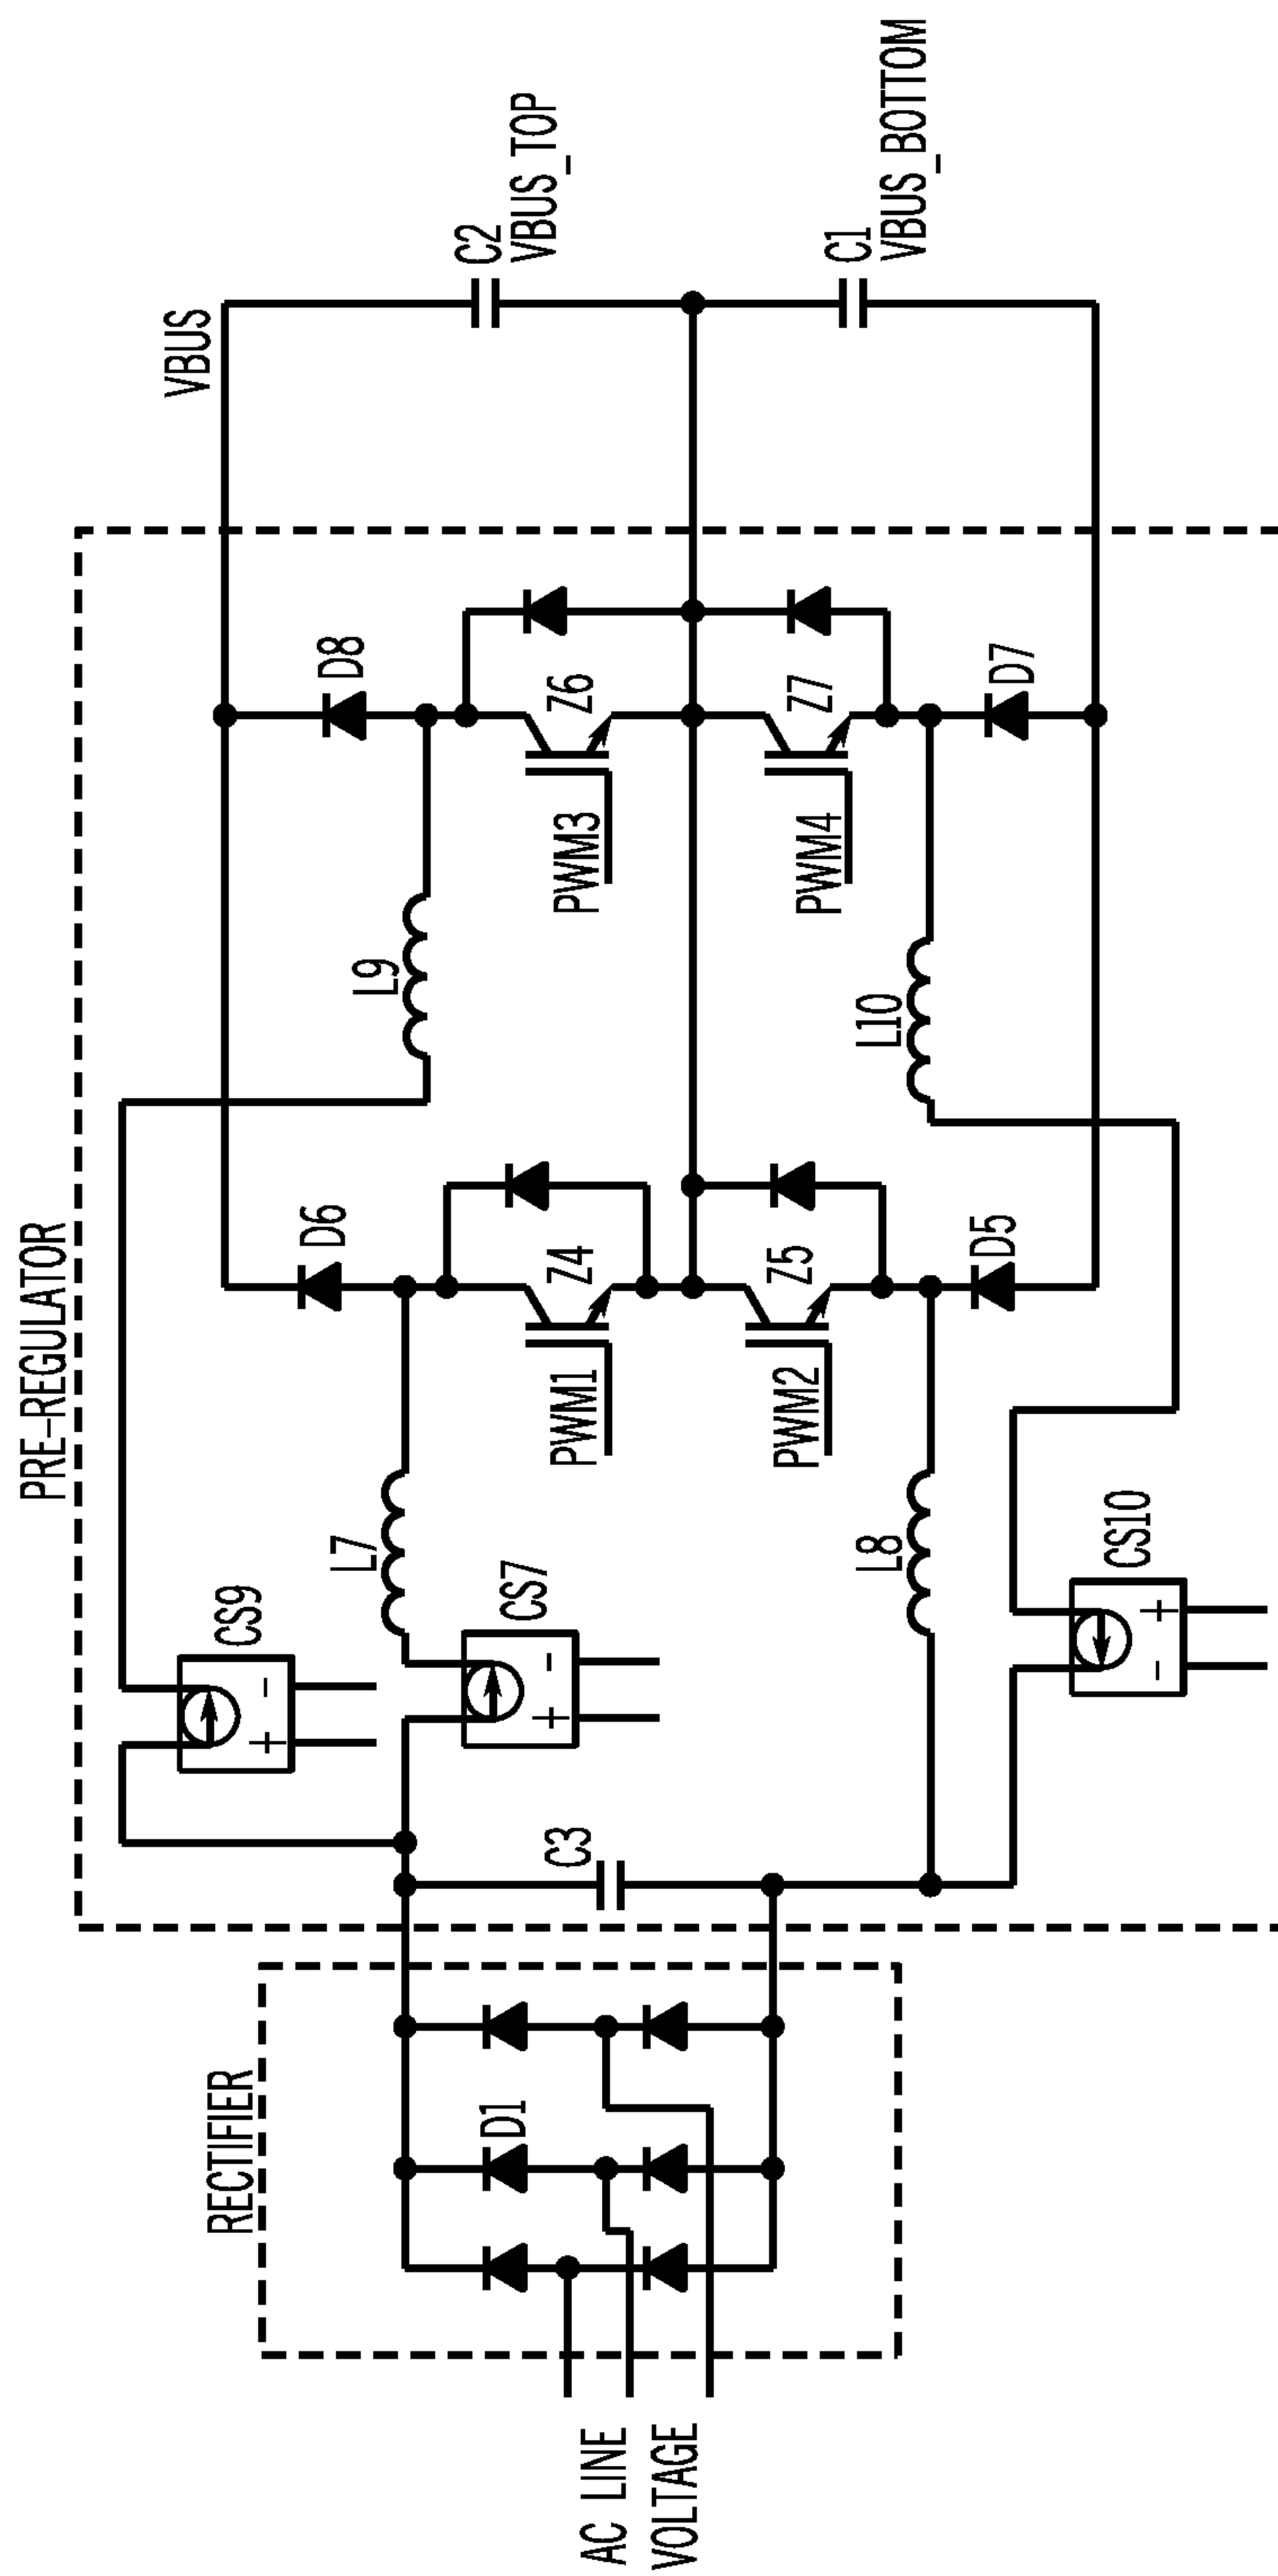 PRE-REGULATOR
RECTIFIER
AC LINE
VOLTAGE
D1
C3
CS9
CS7
L7
L8
CS10
D6
Z4
PWM1
Z5
PWM2
D5
L9
L10
D8
Z6
PWM3
Z7
PWM4
D7
VBUS
C2
VBUS_TOP
C1
VBUS_BOTTOM
+ -
+ -
- +